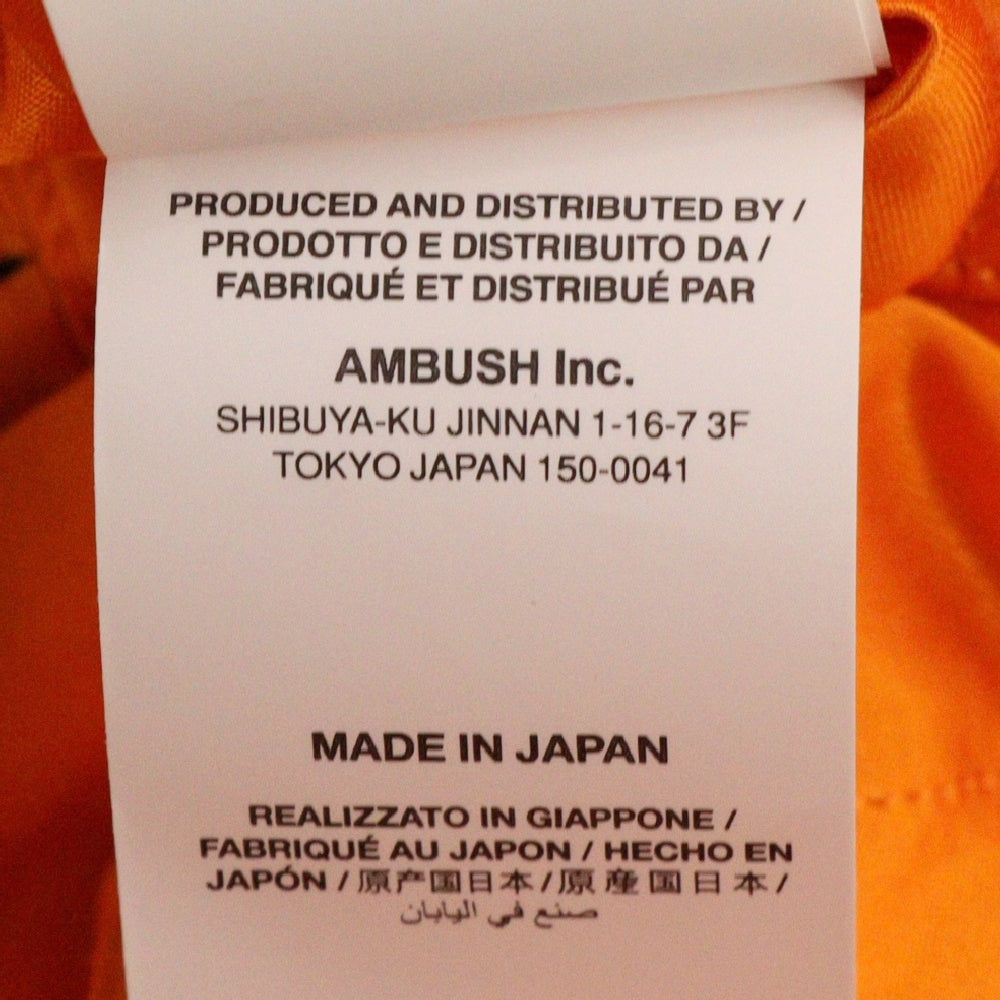 PRODUCED AND DISTRIBUTED BY /
PRODOTTO E DISTRIBUITO DA /
FABRIQUÉ ET DISTRIBUÉ PAR
AMBUSH Inc.
SHIBUYA-KU JINNAN 1-16-7 3F
TOKYO JAPAN 150-0041
MADE IN JAPAN
REALIZZATO IN GIAPPONE /
FABRIQUÉ AU JAPON / HECHO EN
JAPÓN / 原产国日本 / 原産国日本 /
صنع في اليابان